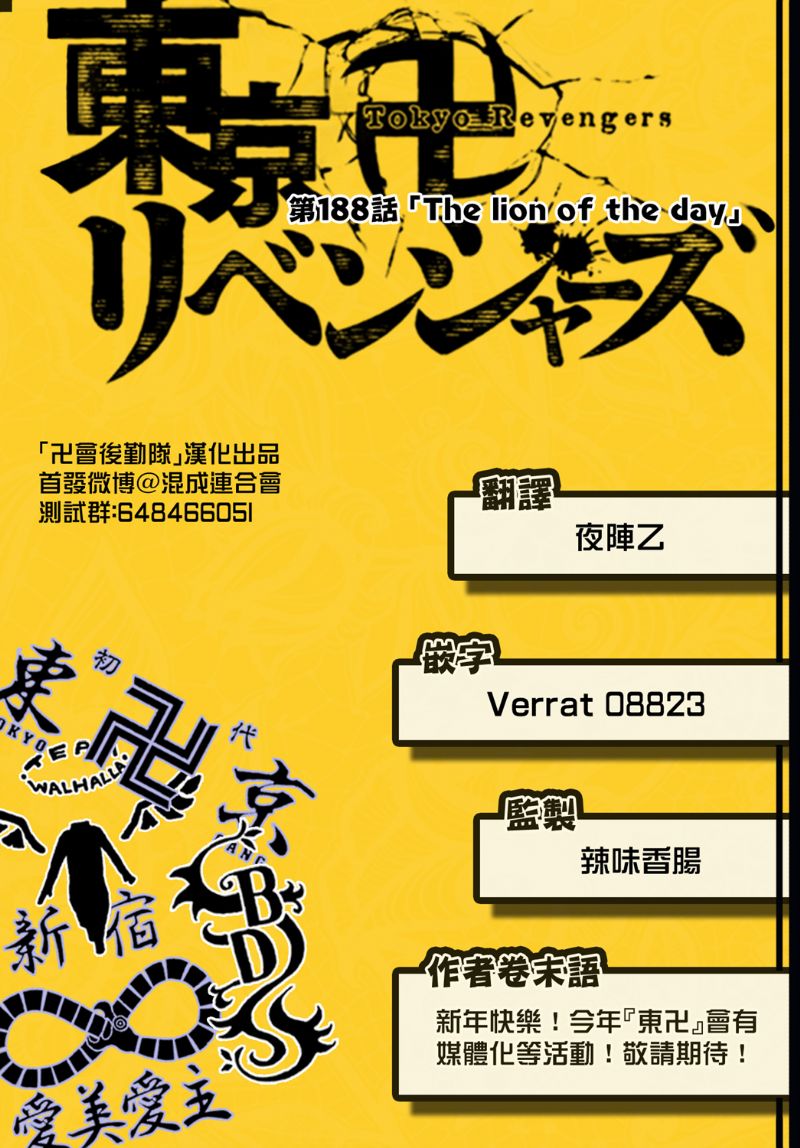 東京卍リベンジャーズ
Tokyo Revengers
第188話「The lion of the day」
「卍會後勤隊」漢化出品
首發微博@混成連合會
測試群:648466051
翻譯
夜陣乙
嵌字
Verrat 08823
監製
辣味香腸
作者卷末語
新年快樂！今年『東卍』會有
媒體化等活動！敬請期待！
初
代
東
卍
京
TOKYO
WALHALLA
GANG
BD
新 宿
愛美愛主